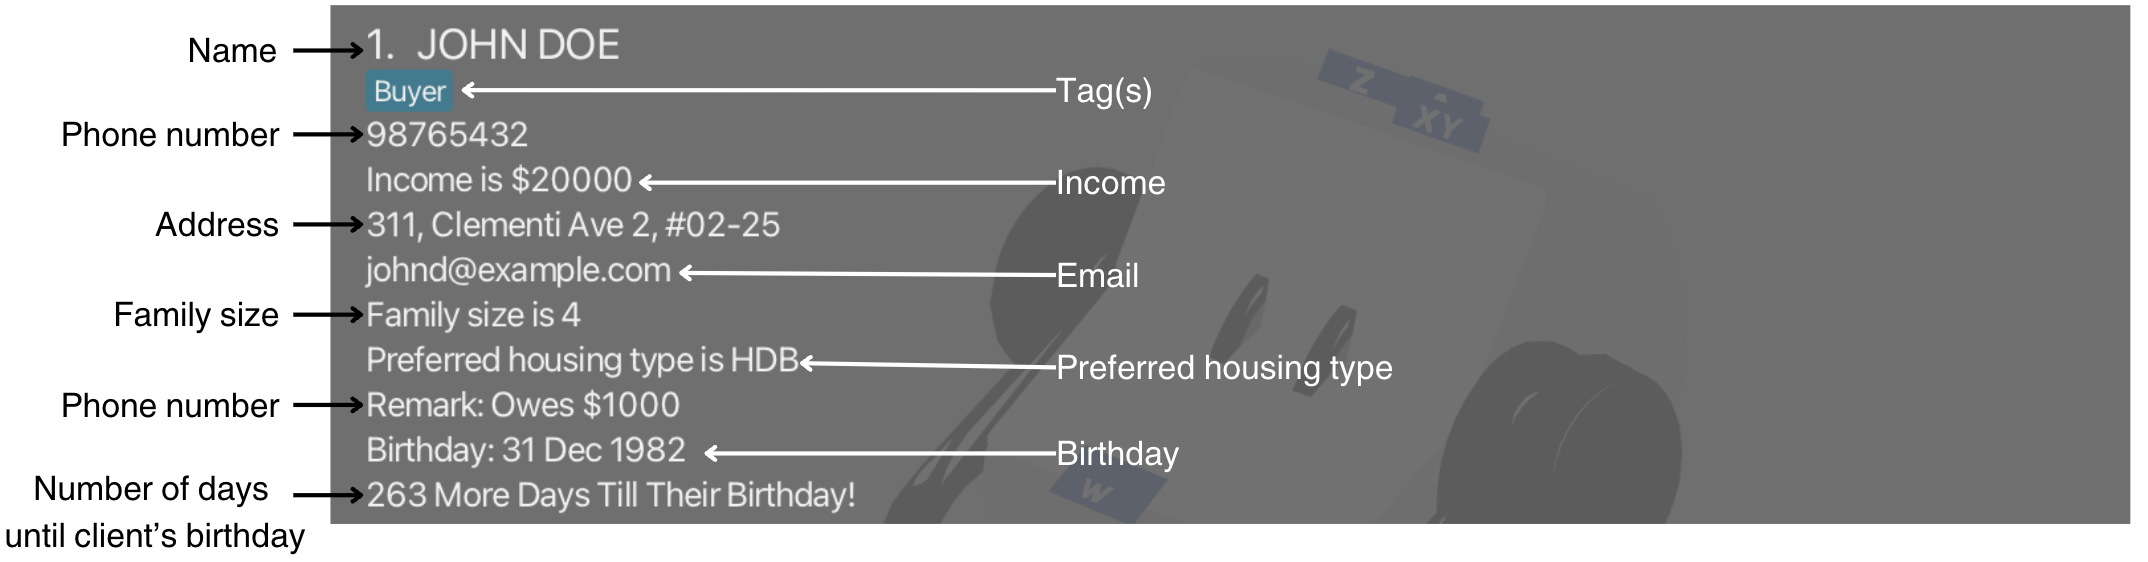 Name
1. JOHN DOE
Buyer
Tag(s)
Phone number
98765432
Income is $20000
Income
Address
311, Clementi Ave 2, #02-25
johnd@example.com
Email
Family size
Family size is 4
Preferred housing type is HDB
Preferred housing type
Phone number
Remark: Owes $1000
Birthday: 31 Dec 1982
Birthday
Number of days
until client’s birthday
263 More Days Till Their Birthday!
Z
XY
W